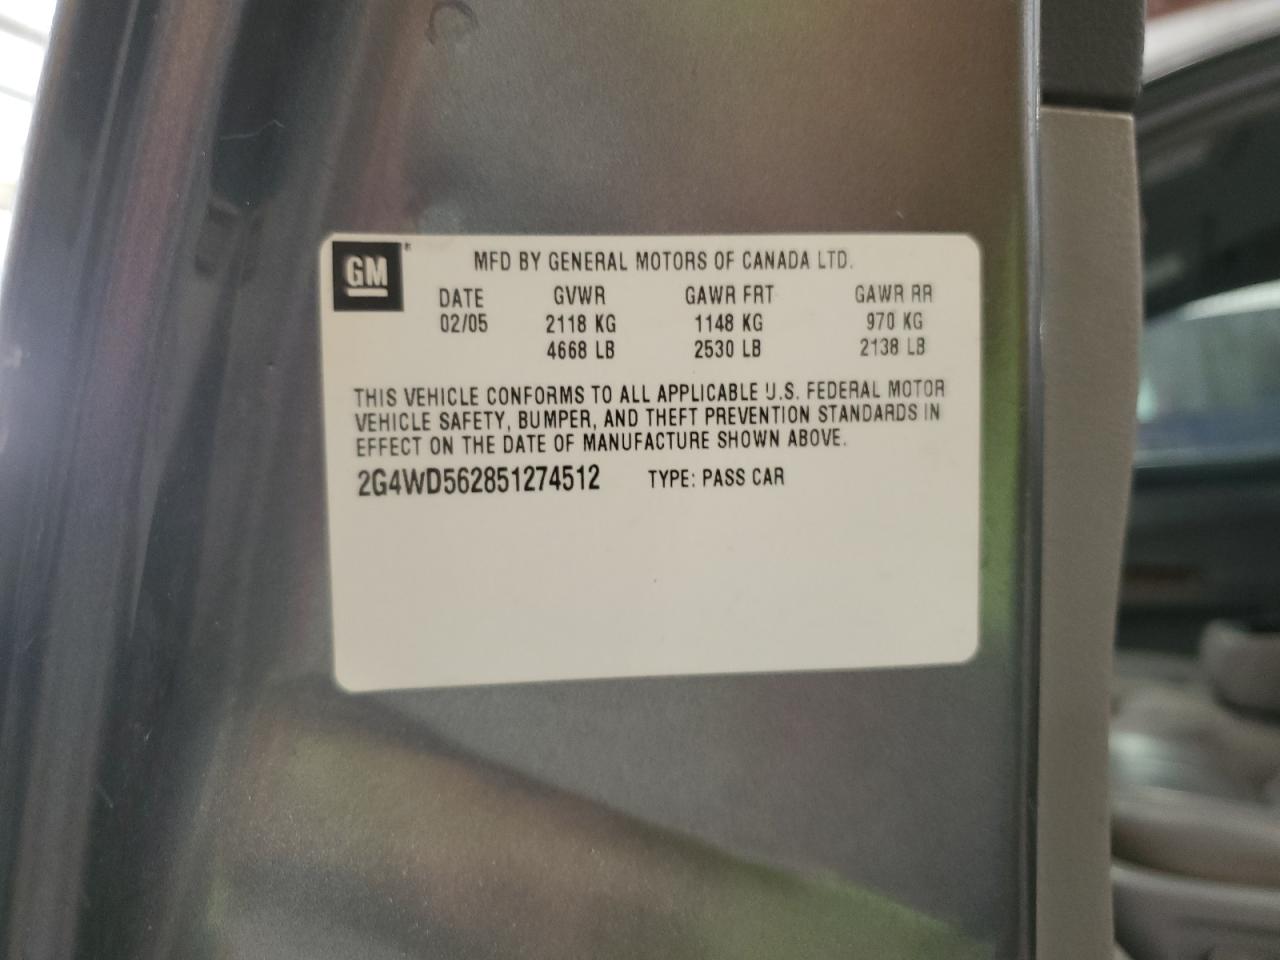 GM
MFD BY GENERAL MOTORS OF CANADA LTD.
DATE GVWR GAWR FRT GAWR RR
02/05 2118 KG 1148 KG 970 KG
4668 LB 2530 LB 2138 LB
THIS VEHICLE CONFORMS TO ALL APPLICABLE U.S. FEDERAL MOTOR
VEHICLE SAFETY, BUMPER, AND THEFT PREVENTION STANDARDS IN
EFFECT ON THE DATE OF MANUFACTURE SHOWN ABOVE.
2G4WD562851274512 TYPE: PASS CAR